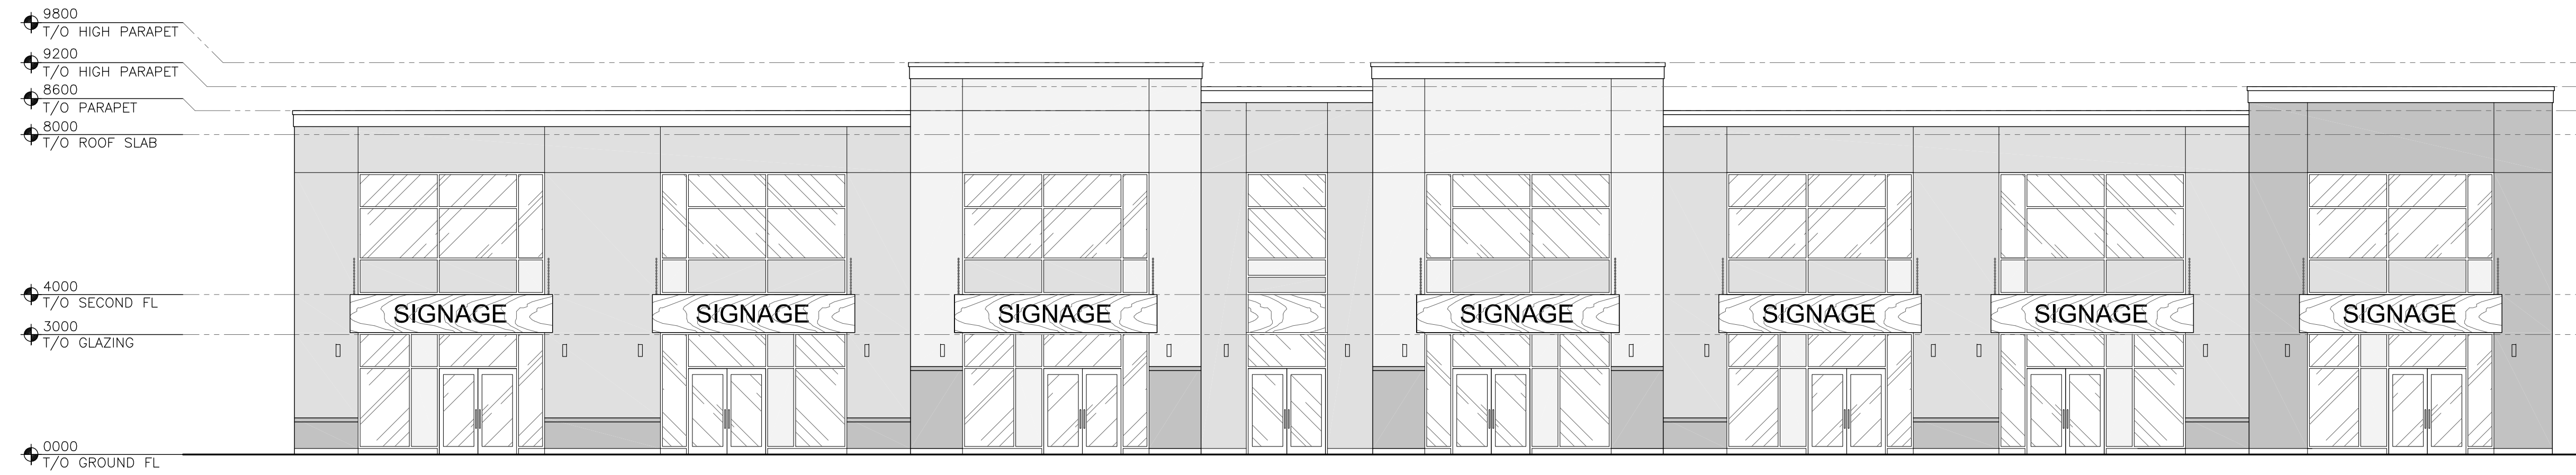 9800
T/O HIGH PARAPET
9200
T/O HIGH PARAPET
8600
T/O PARAPET
8000
T/O ROOF SLAB
4000
T/O SECOND FL
SIGNAGE SIGNAGE SIGNAGE SIGNAGE SIGNAGE SIGNAGE SIGNAGE
3000
T/O GLAZING
0000
T/O GROUND FL